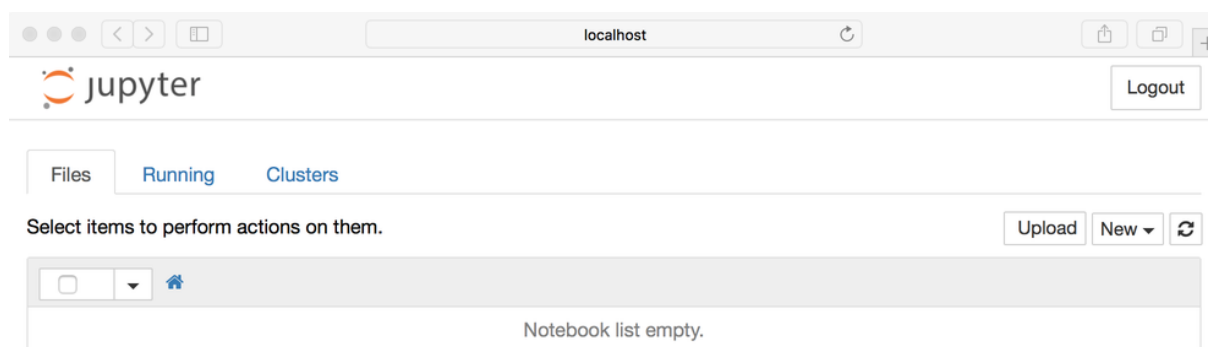 localhost
jupyter
Logout
Files Running Clusters
Select items to perform actions on them.
Upload New
Notebook list empty.